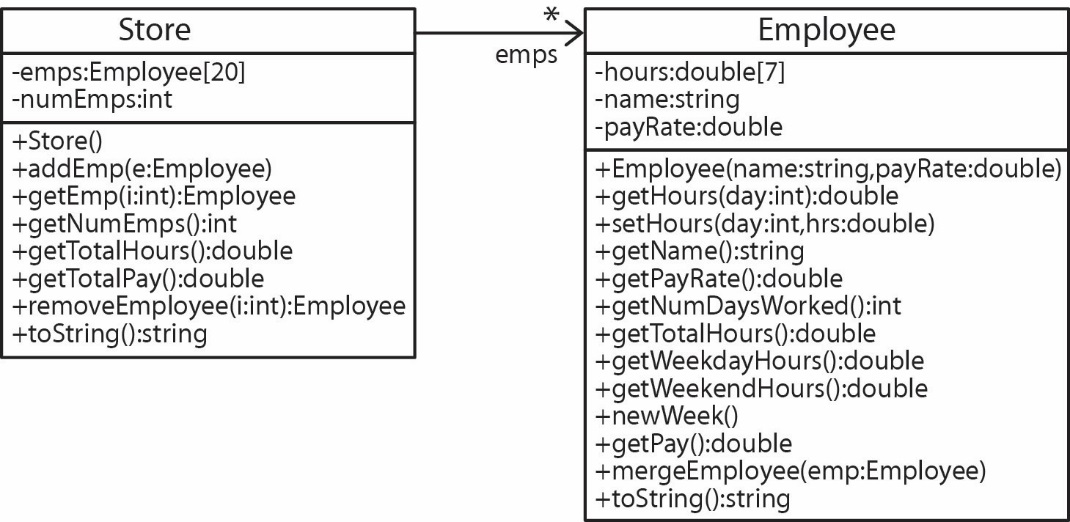 Store
-emps:Employee[20]
-numEmps:int
+Store()
+addEmp(e:Employee)
+getEmp(i:int):Employee
+getNumEmps():int
+getTotalHours():double
+getTotalPay():double
+removeEmployee(i:int):Employee
+toString():string
*
emps
Employee
-hours:double[7]
-name:string
-payRate:double
+Employee(name:string,payRate:double)
+getHours(day:int):double
+setHours(day:int,hrs:double)
+getName():string
+getPayRate():double
+getNumDaysWorked():int
+getTotalHours():double
+getWeekdayHours():double
+getWeekendHours():double
+newWeek()
+getPay():double
+mergeEmployee(emp:Employee)
+toString():string